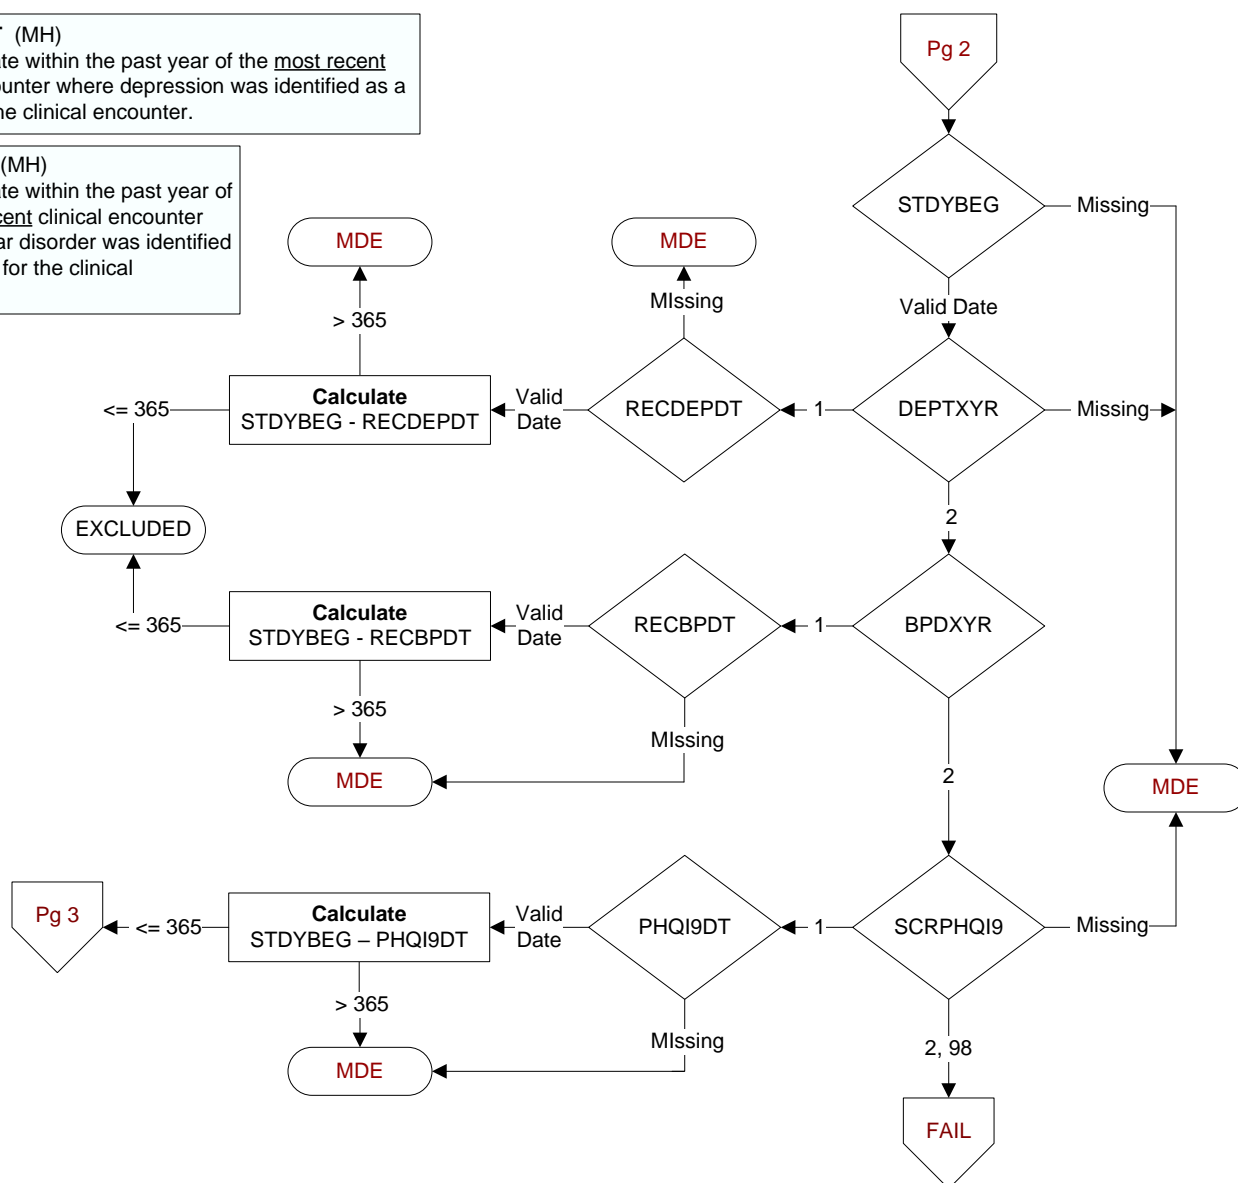 (MH)
within the past year of the most recent
where depression was identified as a
clinical encounter.
(MH)
within the past year of
clinical encounter
disorder was identified
for the clinical
Pg 2
STDYBEG
Missing
Valid Date
MDE
MDE
MIssing
> 365
Calculate
STDYBEG - RECDEPDT
Valid
Date
RECDEPDT
1
DEPTXYR
Missing
<= 365
EXCLUDED
2
<= 365
Calculate
STDYBEG - RECBPDT
Valid
Date
RECBPDT
1
BPDXYR
> 365
MIssing
MDE
2
MDE
Pg 3
<= 365
Calculate
STDYBEG – PHQI9DT
Valid
Date
PHQI9DT
1
SCRPHQI9
Missing
> 365
MIssing
MDE
2, 98
FAIL